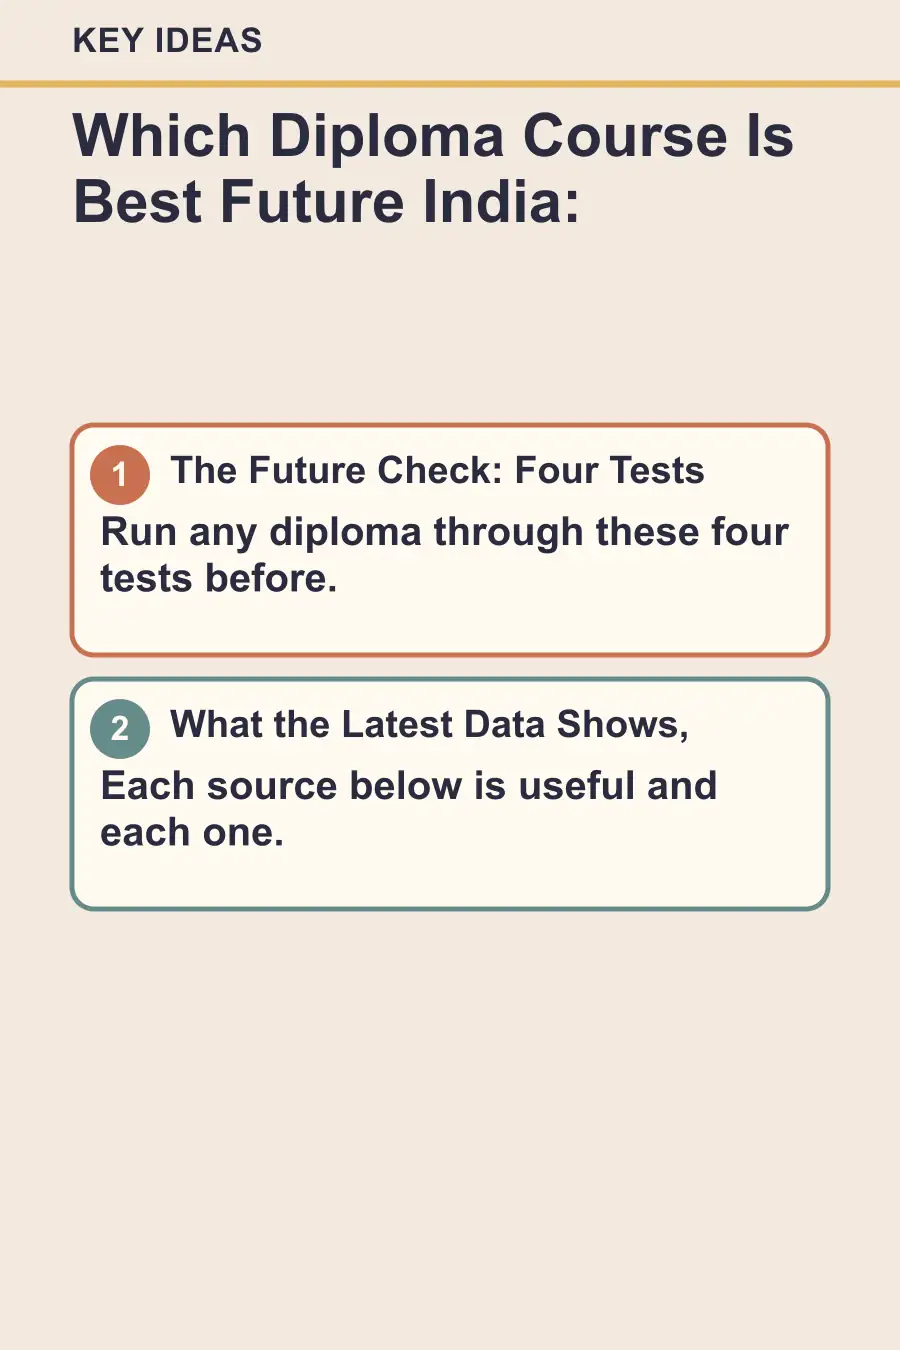 KEY IDEAS
Which Diploma Course Is
Best Future India:
1 The Future Check: Four Tests
Run any diploma through these four
tests before.
2 What the Latest Data Shows,
Each source below is useful and
each one.